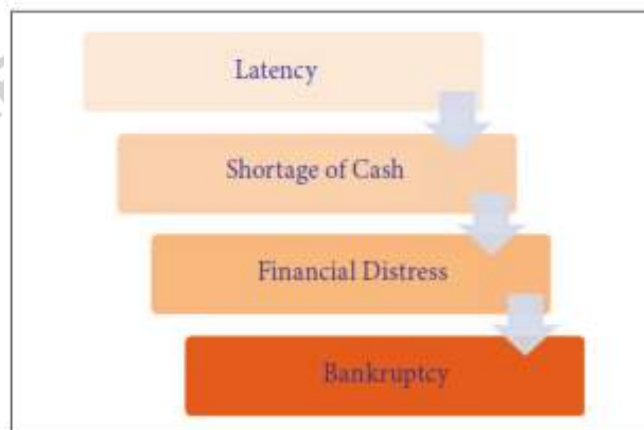 Latency
Shortage of Cash
Financial Distress
Bankruptcy